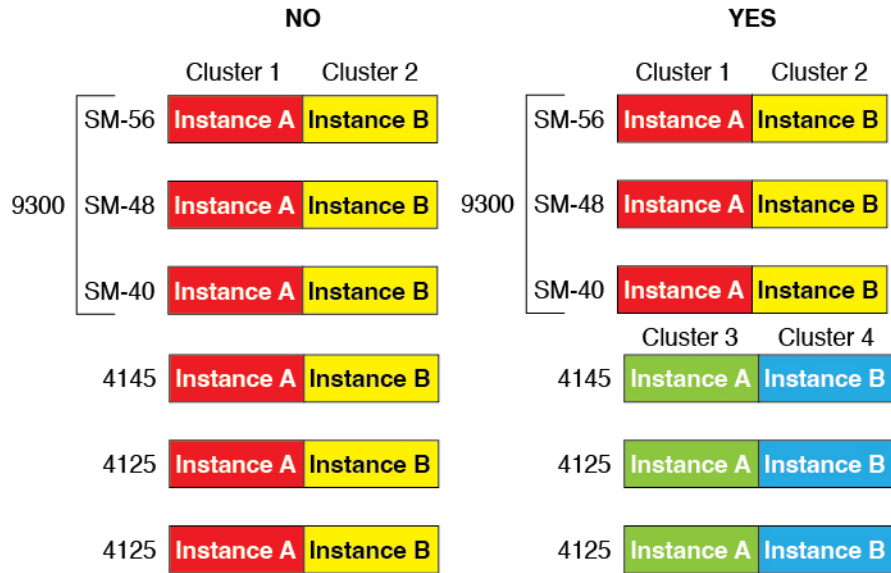 NO YES
Cluster 1 Cluster 2 Cluster 1 Cluster 2
SM-56 Instance A Instance B SM-56 Instance A Instance B
9300 SM-48 Instance A Instance B 9300 SM-48 Instance A Instance B
SM-40 Instance A Instance B SM-40 Instance A Instance B
Cluster 3 Cluster 4
4145 Instance A Instance B 4145 Instance A Instance B
4125 Instance A Instance B 4125 Instance A Instance B
4125 Instance A Instance B 4125 Instance A Instance B